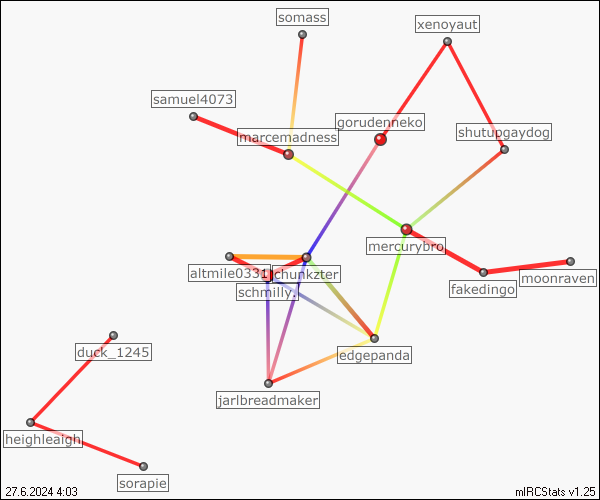 somass
xenoyaut
samuel4073
gorudenneko
marcemadness
shutupgaydog
mercurybro
altmile0331
chunkzter
moonraven
fakedingo
schmilly
duck_1245
edgepanda
jarlbreadmaker
heighleaigh
sorapie
27.6.2024 4:03
mIRCStats v1.25